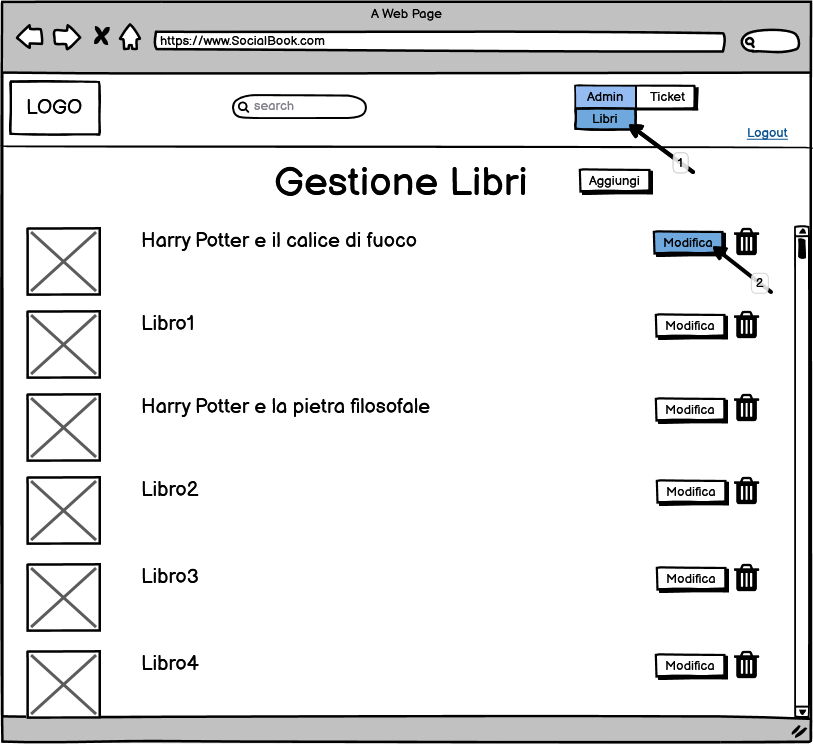 A Web Page
https://www.SocialBook.com
LOGO
search
Admin
Ticket
Libri
Logout
1
Gestione Libri
Aggiungi
Harry Potter e il calice di fuoco
Modifica
2
Libro1
Modifica
Harry Potter e la pietra filosofale
Modifica
Libro2
Modifica
Libro3
Modifica
Libro4
Modifica